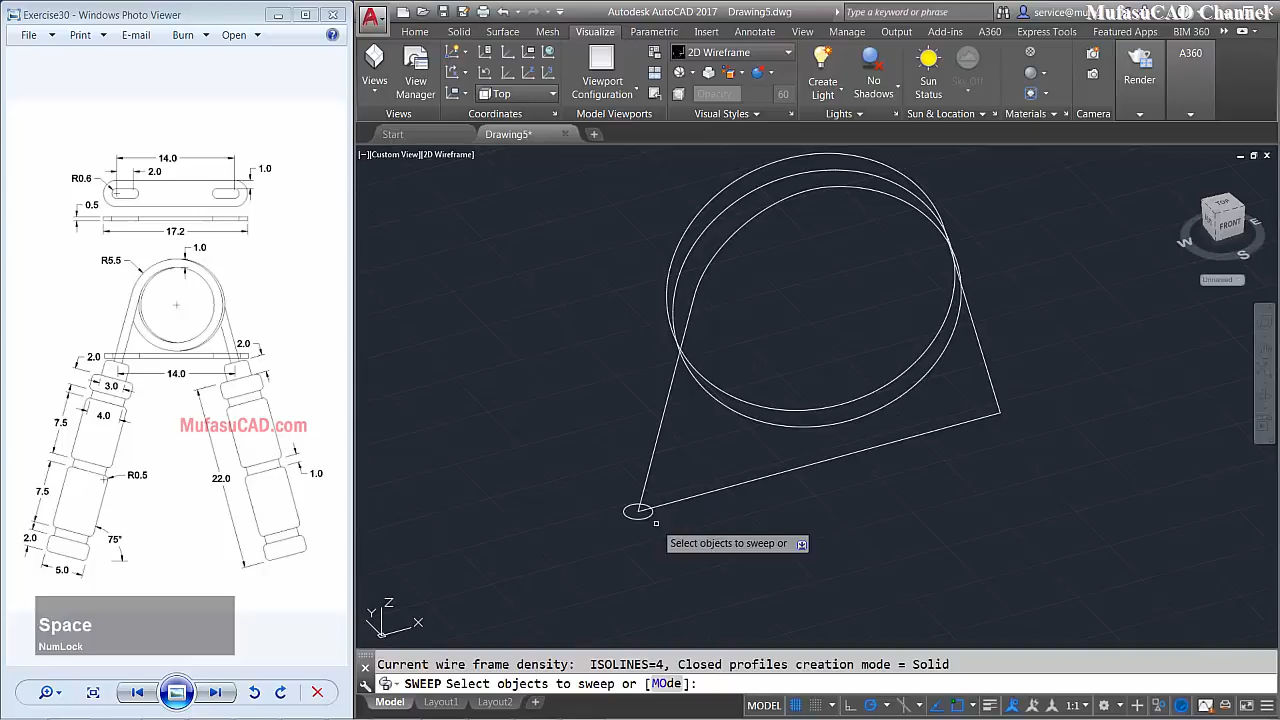 Exercise30 - Windows Photo Viewer
File Print E-mail Burn Open
14.0
2.0
1.0
R0.6
0.5
17.2
1.0
R5.5
2.0
2.0
14.0
3.0
4.0
7.5
MufasuCAD.com
R0.5
22.0
1.0
7.5
75°
2.0
5.0
Space
NumLock
Autodesk AutoCAD 2017 Drawing5.dwg
Type a keyword or phrase
MufasuCAD Channel
Home Solid Surface Mesh Visualize Parametric Insert Annotate View Manage Output Add-ins A360 Express Tools Featured Apps BIM 360
Views
View Manager
Top
Viewport Configuration
2D Wireframe
Opacity 60
Create Light
No Shadows
Sun Status
Sky Off
Render
A360
Views Coordinates Model Viewports Visual Styles Lights Sun & Location Materials Camera
Start Drawing5*
[−][Custom View][2D Wireframe]
TOP
FRONT
W
S
E
Unnamed
Select objects to sweep or
Z
Y
X
Current wire frame density: ISOLINES=4, Closed profiles creation mode = Solid
SWEEP Select objects to sweep or [MOde]:
Model Layout1 Layout2 +
MODEL
1:1